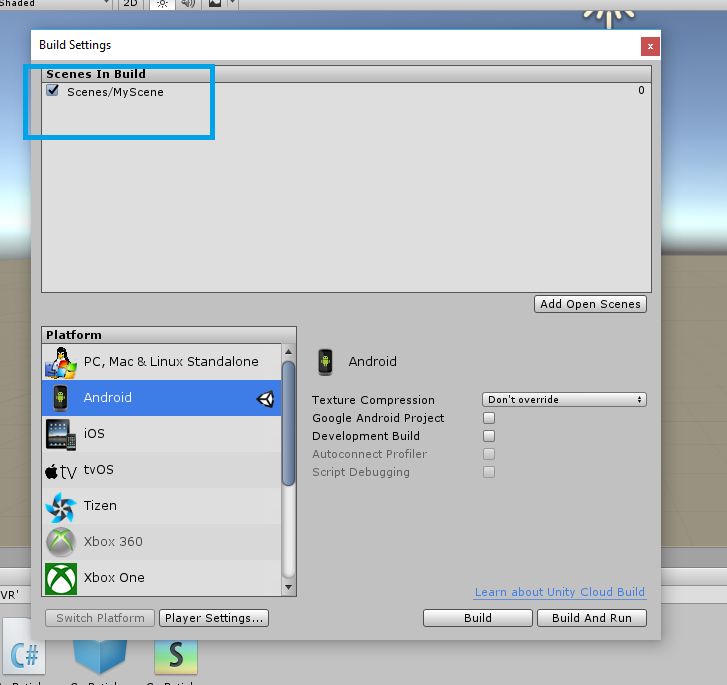 Shaded
2D
Build Settings
x
Scenes In Build
Scenes/MyScene 0
Add Open Scenes
Platform
PC, Mac & Linux Standalone
Android
iOS
tv tvOS
Tizen
Xbox 360
Xbox One
Android
Texture Compression Don't override
Google Android Project
Development Build
Autoconnect Profiler
Script Debugging
Learn about Unity Cloud Build
Switch Platform Player Settings... Build Build And Run
VR'
C# S